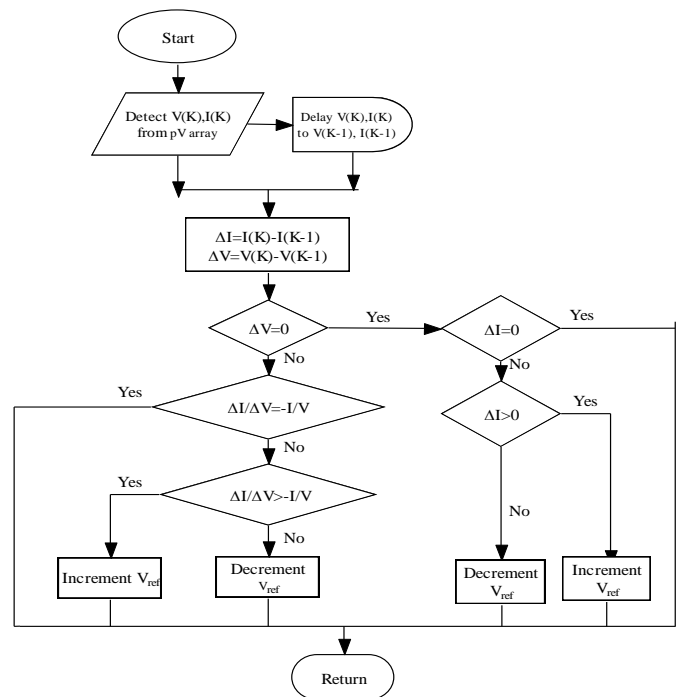 Start
Detect V(K),I(K)
from pV array
Delay V(K),I(K)
to V(K-1), I(K-1)
ΔI=I(K)-I(K-1)
ΔV=V(K)-V(K-1)
ΔV=0
Yes
ΔI=0
Yes
No
No
Yes
ΔI/ΔV=-I/V
ΔI>0
Yes
No
Yes
ΔI/ΔV>-I/V
No
No
Increment Vref
Decrement
Vref
Decrement
Vref
Increment
Vref
Return